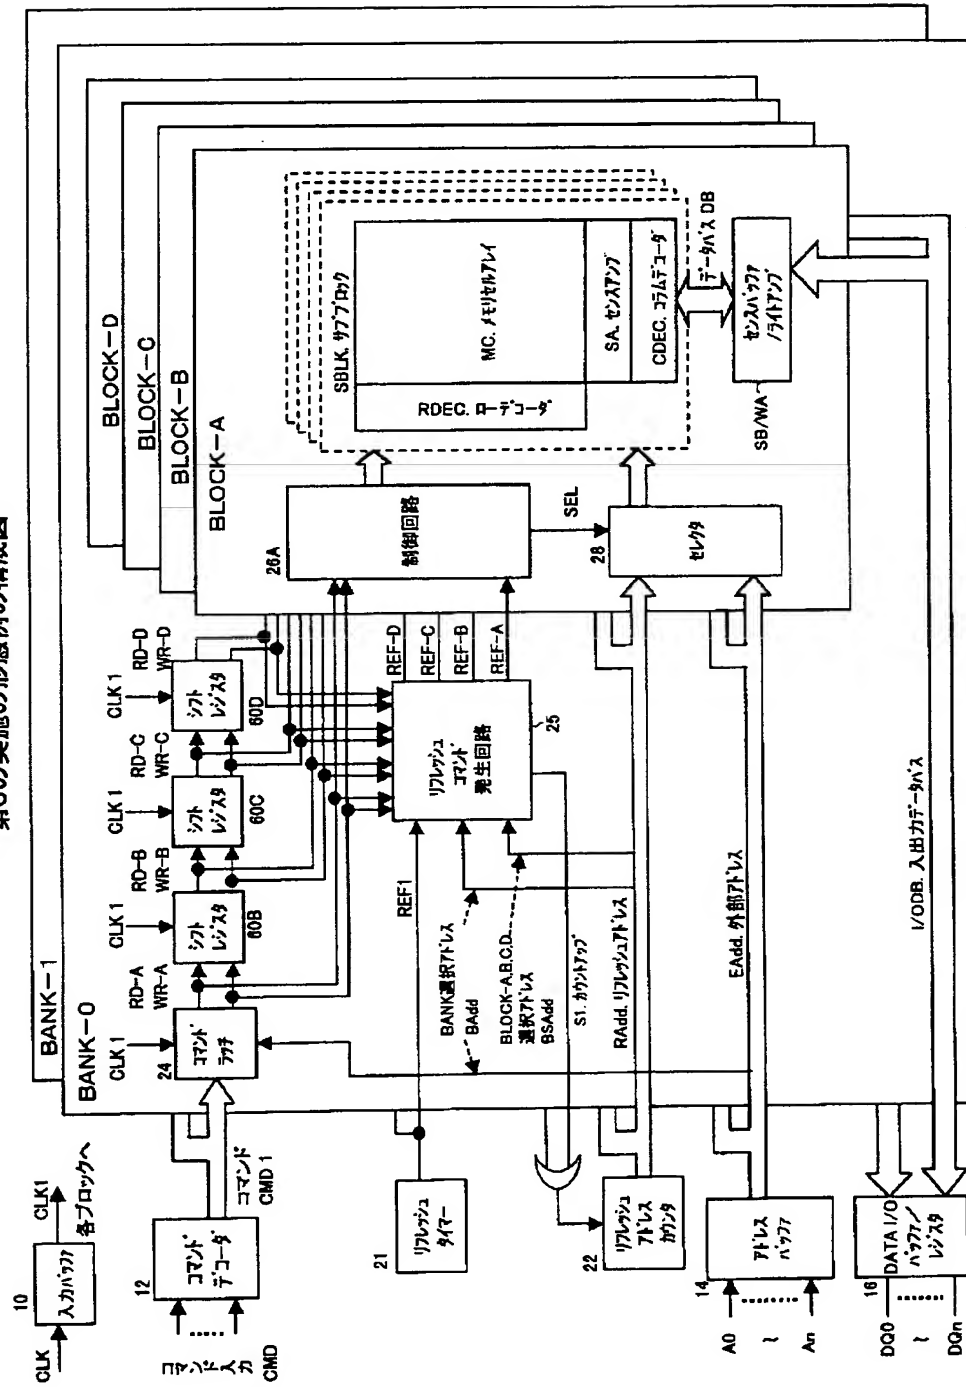 第3の実施の形態例の構成図
BANK-1
BANK-0
BLOCK-D
BLOCK-C
BLOCK-B
BLOCK-A
CLK
10
入力バッファ
CLK1
各ブロックへ
コマンド入力
CMD
12
コマンド
デコーダ
コマンド
CMD 1
CLK 1
24
コマンド
ラッチ
RD-A
WR-A
CLK 1
シフト
レジスタ
60B
RD-B
WR-B
CLK 1
シフト
レジスタ
60C
RD-C
WR-C
CLK 1
シフト
レジスタ
60D
RD-D
WR-D
21
リフレッシュ
タイマー
REF1
リフレッシュ
コマンド
発生回路
25
REF-D
REF-C
REF-B
REF-A
BANK選択アドレス
BAdd
BLOCK-A,B,C,D
選択アドレス
BSAdd
S1. カウントアップ
22
リフレッシュ
アドレス
カウンタ
RAdd. リフレッシュアドレス
A0
~
An
14
アドレス
バッファ
EAdd. 外部アドレス
DQ0
~
DQn
16
DATA I/O
バッファ/
レジスタ
I/ODB. 入出力データバス
26A
制御回路
SEL
28
セレクタ
SBLK. サブブロック
MC. メモリセルアレイ
RDEC. ローデコーダ
SA. センスアンプ
CDEC. コラムデコーダ
データバス DB
センスバッファ
/ライトアンプ
SB/WA